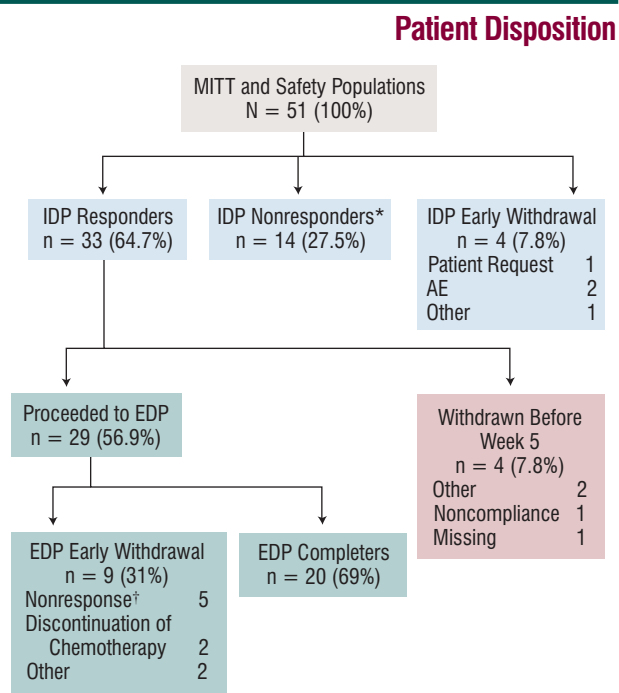 Patient Disposition
MITT and Safety Populations
N = 51 (100%)
IDP Responders
n = 33 (64.7%)
IDP Nonresponders*
n = 14 (27.5%)
IDP Early Withdrawal
n = 4 (7.8%)
Patient Request 1
AE 2
Other 1
Proceeded to EDP
n = 29 (56.9%)
Withdrawn Before
Week 5
n = 4 (7.8%)
Other 2
Noncompliance 1
Missing 1
EDP Early Withdrawal
n = 9 (31%)
Nonresponse† 5
Discontinuation of
Chemotherapy 2
Other 2
EDP Completers
n = 20 (69%)